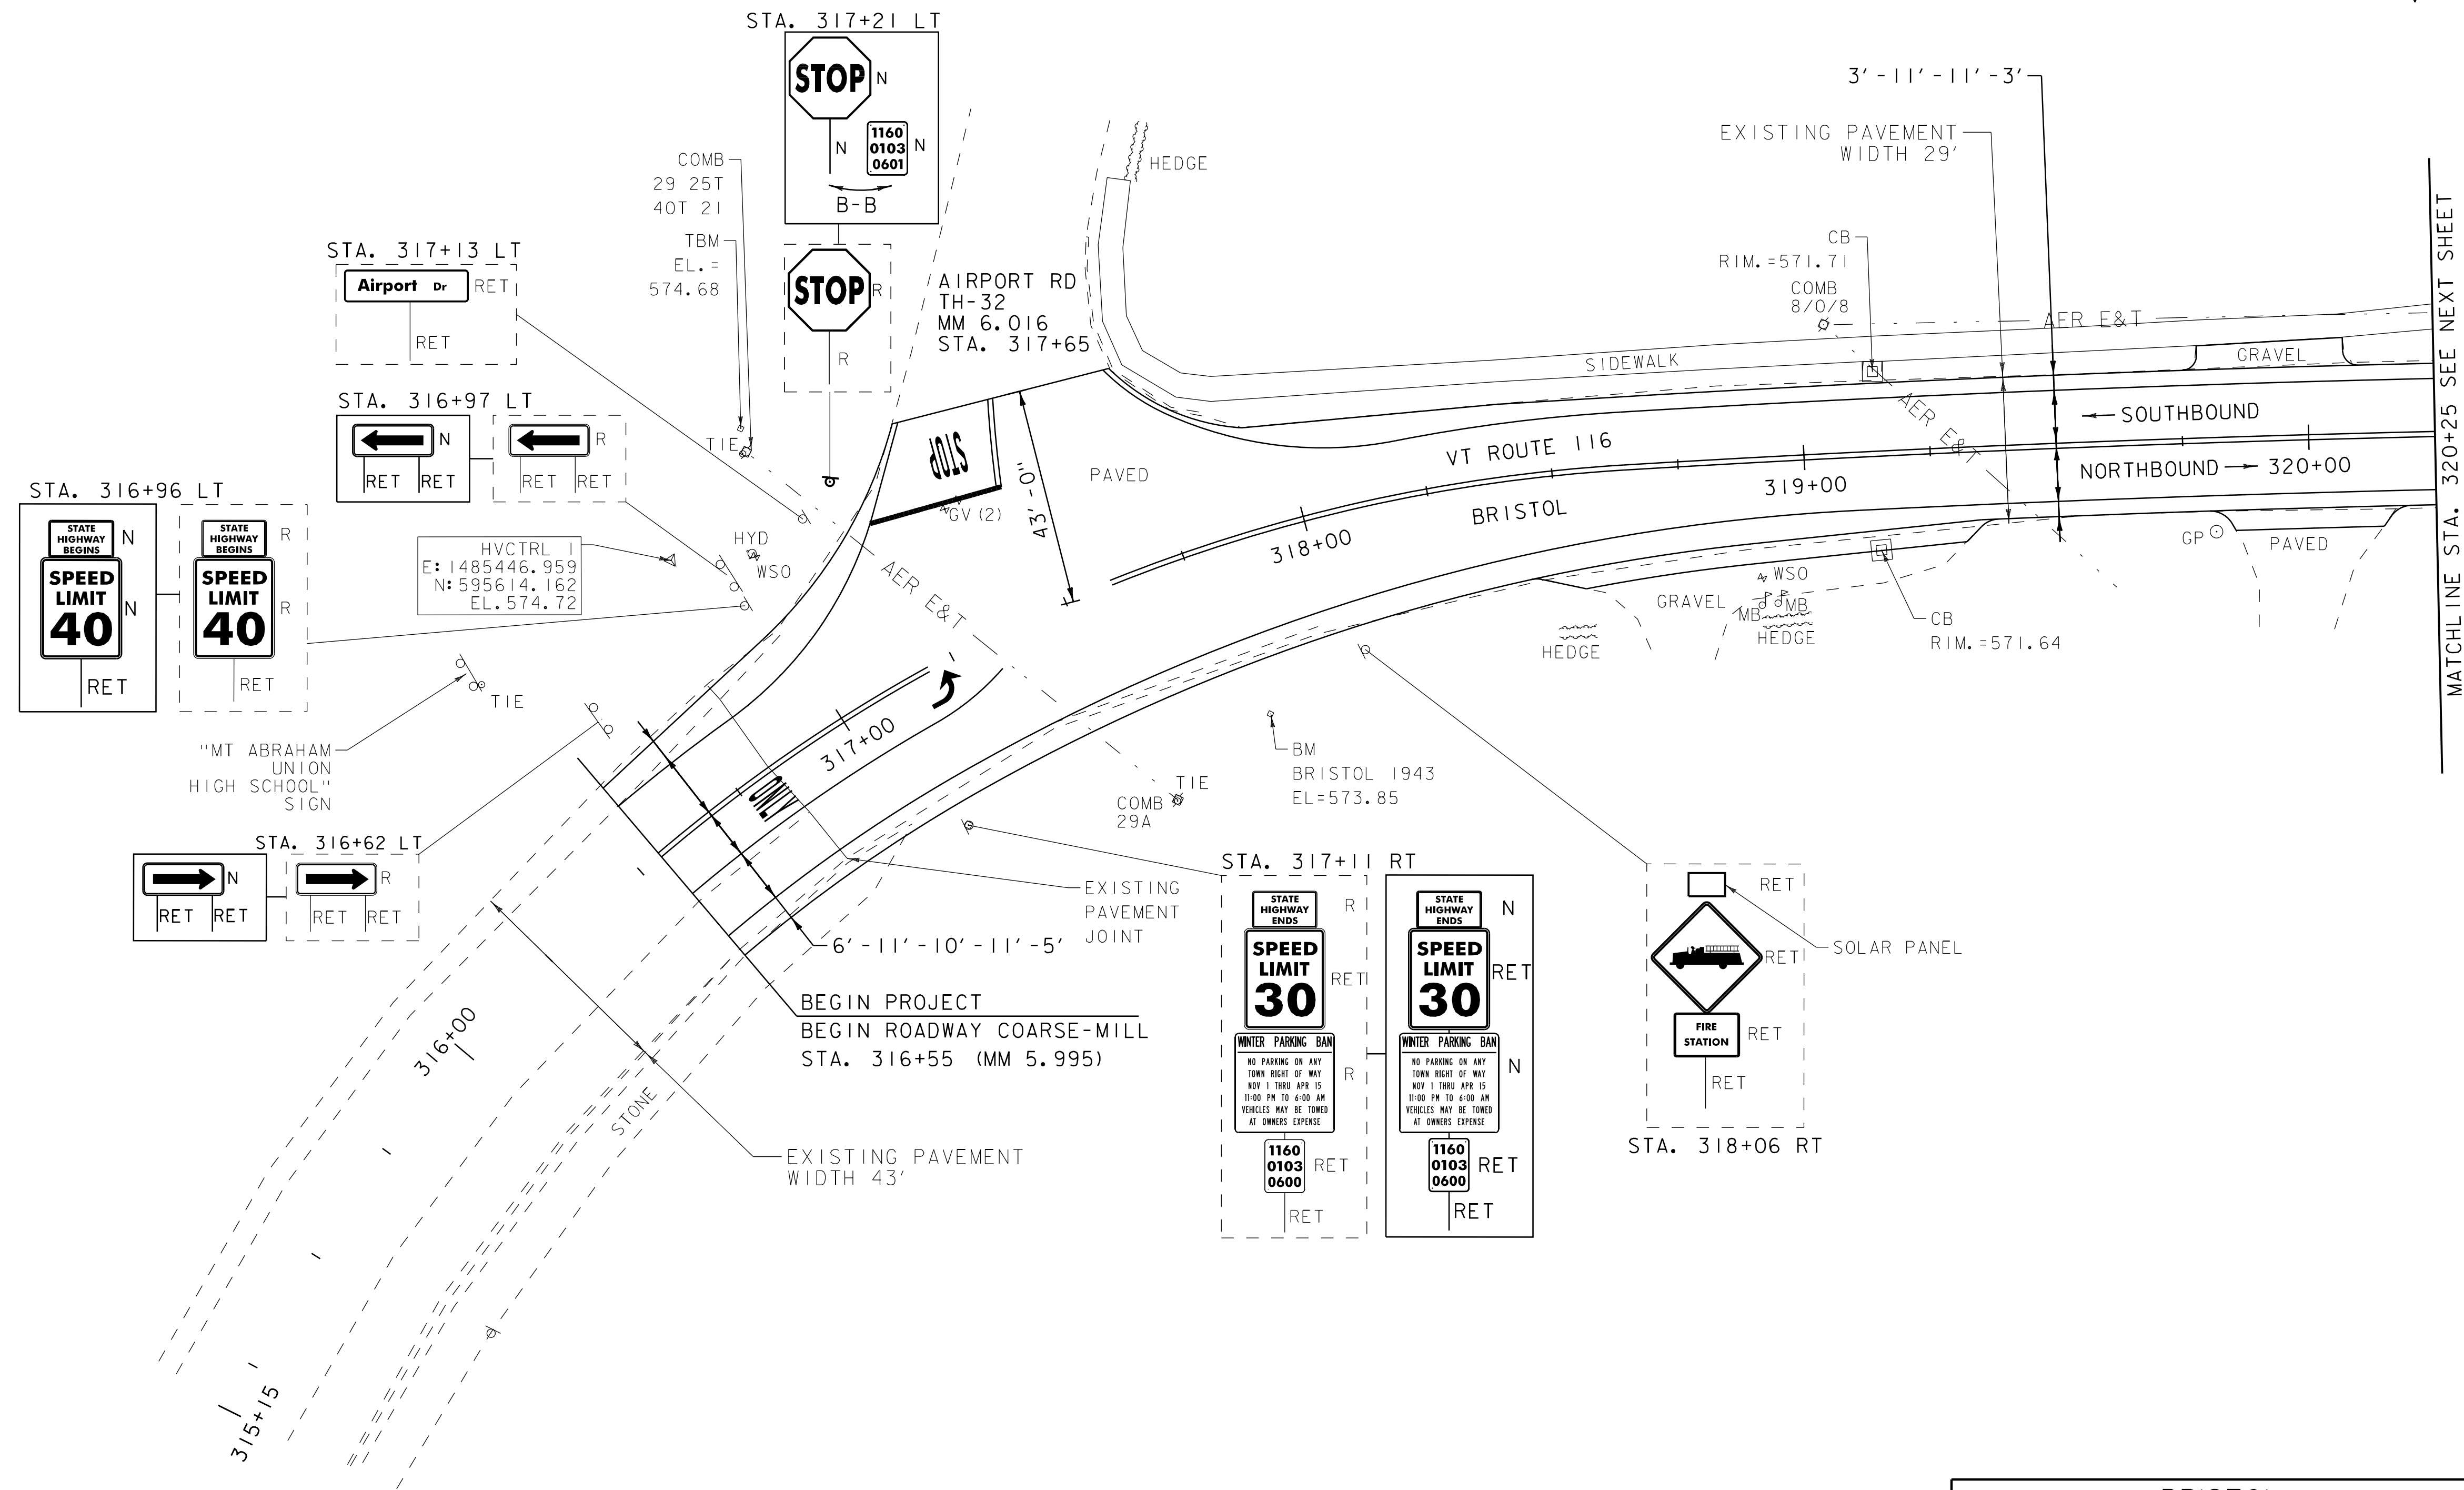 STA. 317+21 LT
STOP N
N
1160
0103
0601
N
B-B
STOP R
R
COMB
29 25T
40T 21
TBM
EL.=
574.68
STA. 317+13 LT
Airport Dr RET
RET
AIRPORT RD
TH-32
MM 6.016
STA. 317+65
HEDGE
3'-11'-11'-3'
EXISTING PAVEMENT
WIDTH 29'
CB
RIM.=571.71
COMB
8/0/8
AER E&T
SIDEWALK
GRAVEL
AER E&T
SOUTHBOUND
NORTHBOUND
320+00
MATCHLINE STA. 320+25 SEE NEXT SHEET
VT ROUTE 116
BRISTOL
318+00
319+00
STA. 316+97 LT
N
RET RET
R
RET RET
TIE
STOP
PAVED
GV (2)
43'-0"
STA. 316+96 LT
STATE
HIGHWAY
BEGINS
N
SPEED
LIMIT
40
N
RET
STATE
HIGHWAY
BEGINS
R
SPEED
LIMIT
40
R
RET
HVCTRL 1
E:1485446.959
N:595614.162
EL.574.72
HYD
WSO
AER E&T
GP
PAVED
WSO
GRAVEL
MB
MB
HEDGE
HEDGE
CB
RIM.=571.64
TIE
"MT ABRAHAM
UNION
HIGH SCHOOL"
SIGN
317+00
BM
BRISTOL 1943
EL=573.85
TIE
COMB
29A
STA. 316+62 LT
N
RET RET
R
RET RET
6'-11'-10'-11'-5'
EXISTING
PAVEMENT
JOINT
BEGIN PROJECT
BEGIN ROADWAY COARSE-MILL
STA. 316+55 (MM 5.995)
STA. 317+11 RT
STATE
HIGHWAY
ENDS
R
SPEED
LIMIT
30
RET
WINTER PARKING BAN
NO PARKING ON ANY
TOWN RIGHT OF WAY
NOV 1 THRU APR 15
11:00 PM TO 6:00 AM
VEHICLES MAY BE TOWED
AT OWNERS EXPENSE
R
1160
0103
0600
RET
RET
STATE
HIGHWAY
ENDS
N
SPEED
LIMIT
30
RET
WINTER PARKING BAN
NO PARKING ON ANY
TOWN RIGHT OF WAY
NOV 1 THRU APR 15
11:00 PM TO 6:00 AM
VEHICLES MAY BE TOWED
AT OWNERS EXPENSE
N
1160
0103
0600
RET
RET
RET
RET
SOLAR PANEL
FIRE
STATION
RET
RET
STA. 318+06 RT
316+00
STONE
EXISTING PAVEMENT
WIDTH 43'
315+15